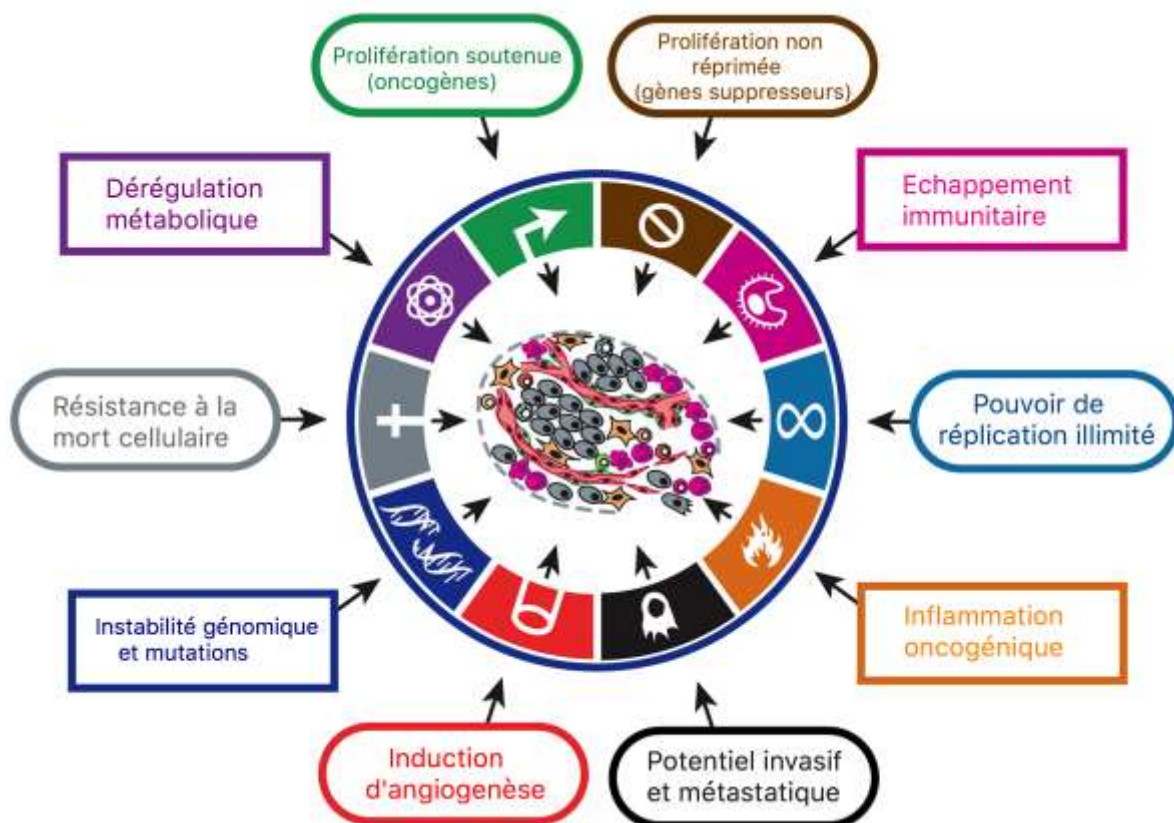 Prolifération soutenue
(oncogènes)
Prolifération non
réprimée
(gènes suppresseurs)
Dérégulation
métabolique
Echappement
immunitaire
Résistance à la
mort cellulaire
Pouvoir de
réplication illimité
Instabilité génomique
et mutations
Inflammation
oncogénique
Induction
d'angiogenèse
Potentiel invasif
et métastatique